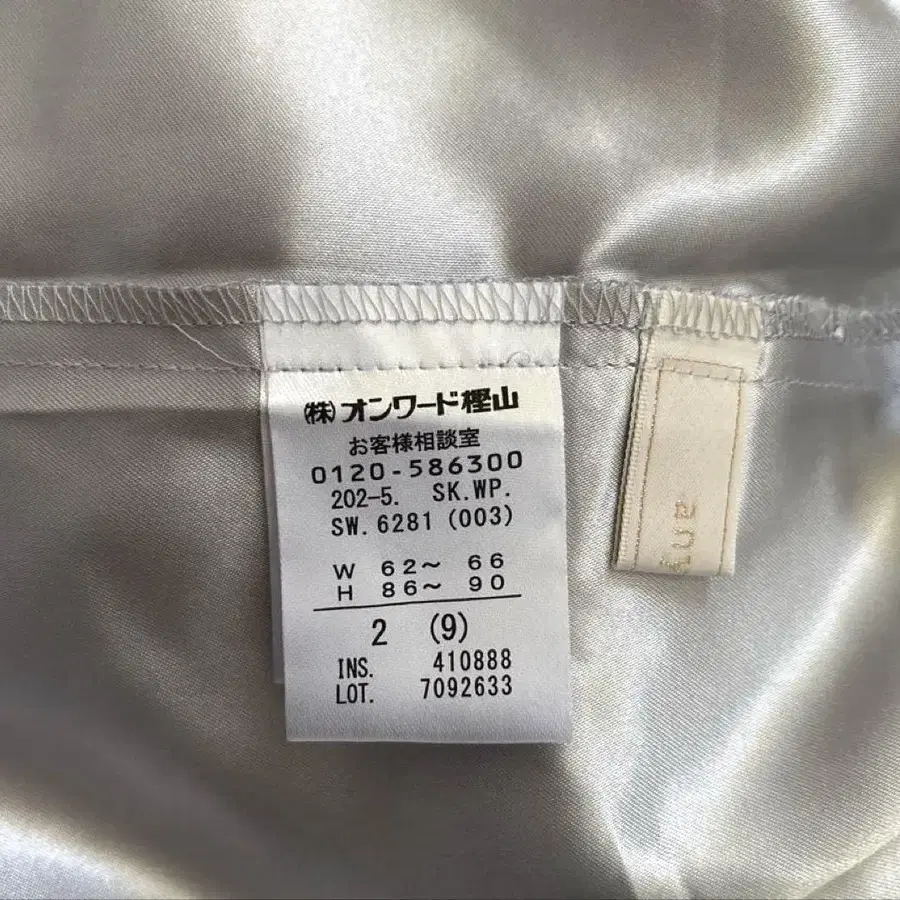 (株)オンワード樫山
お客様相談室
0120-586300
202-5. SK.WP.
SW.6281(003)
W 62〜 66
H 86〜 90
2 (9)
INS. 410888
LOT. 7092633